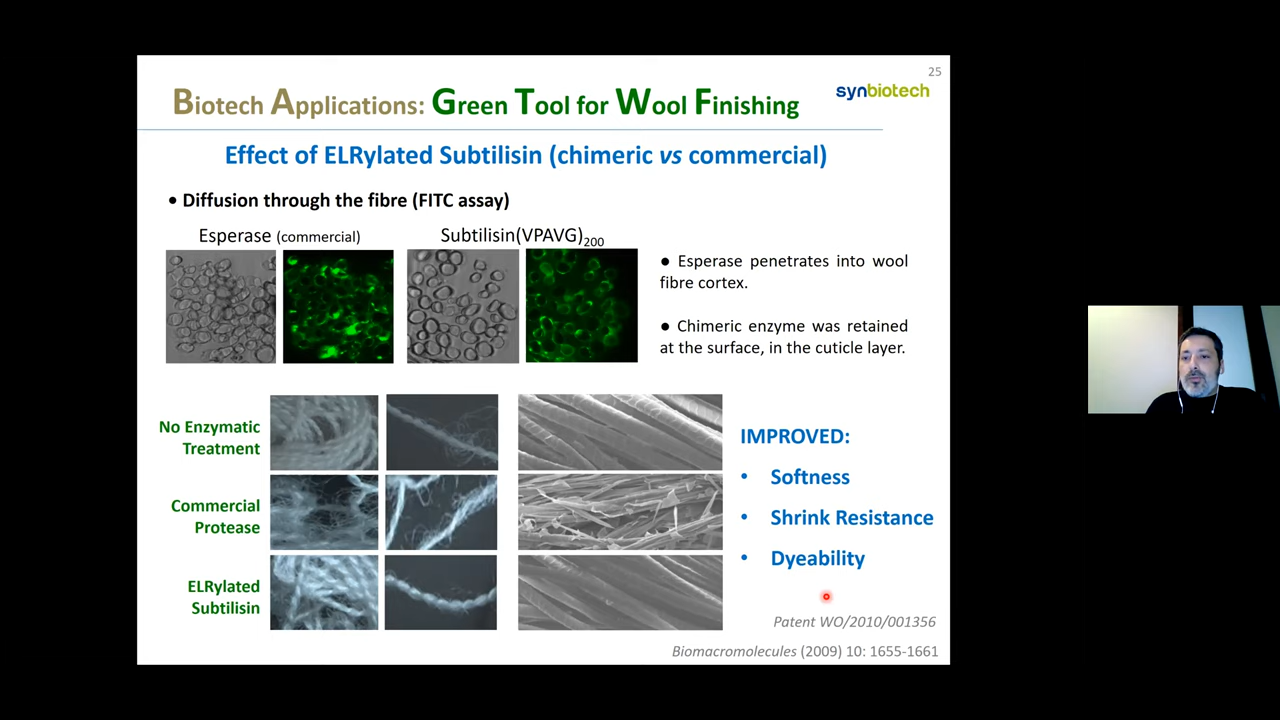 25
synbiotech
Biotech Applications: Green Tool for Wool Finishing
Effect of ELRylated Subtilisin (chimeric vs commercial)
• Diffusion through the fibre (FITC assay)
Esperase (commercial)
Subtilisin(VPAVG)200
● Esperase penetrates into wool
fibre cortex.
● Chimeric enzyme was retained
at the surface, in the cuticle layer.
No Enzymatic
Treatment
Commercial
Protease
ELRylated
Subtilisin
IMPROVED:
• Softness
• Shrink Resistance
• Dyeability
Patent WO/2010/001356
Biomacromolecules (2009) 10: 1655-1661